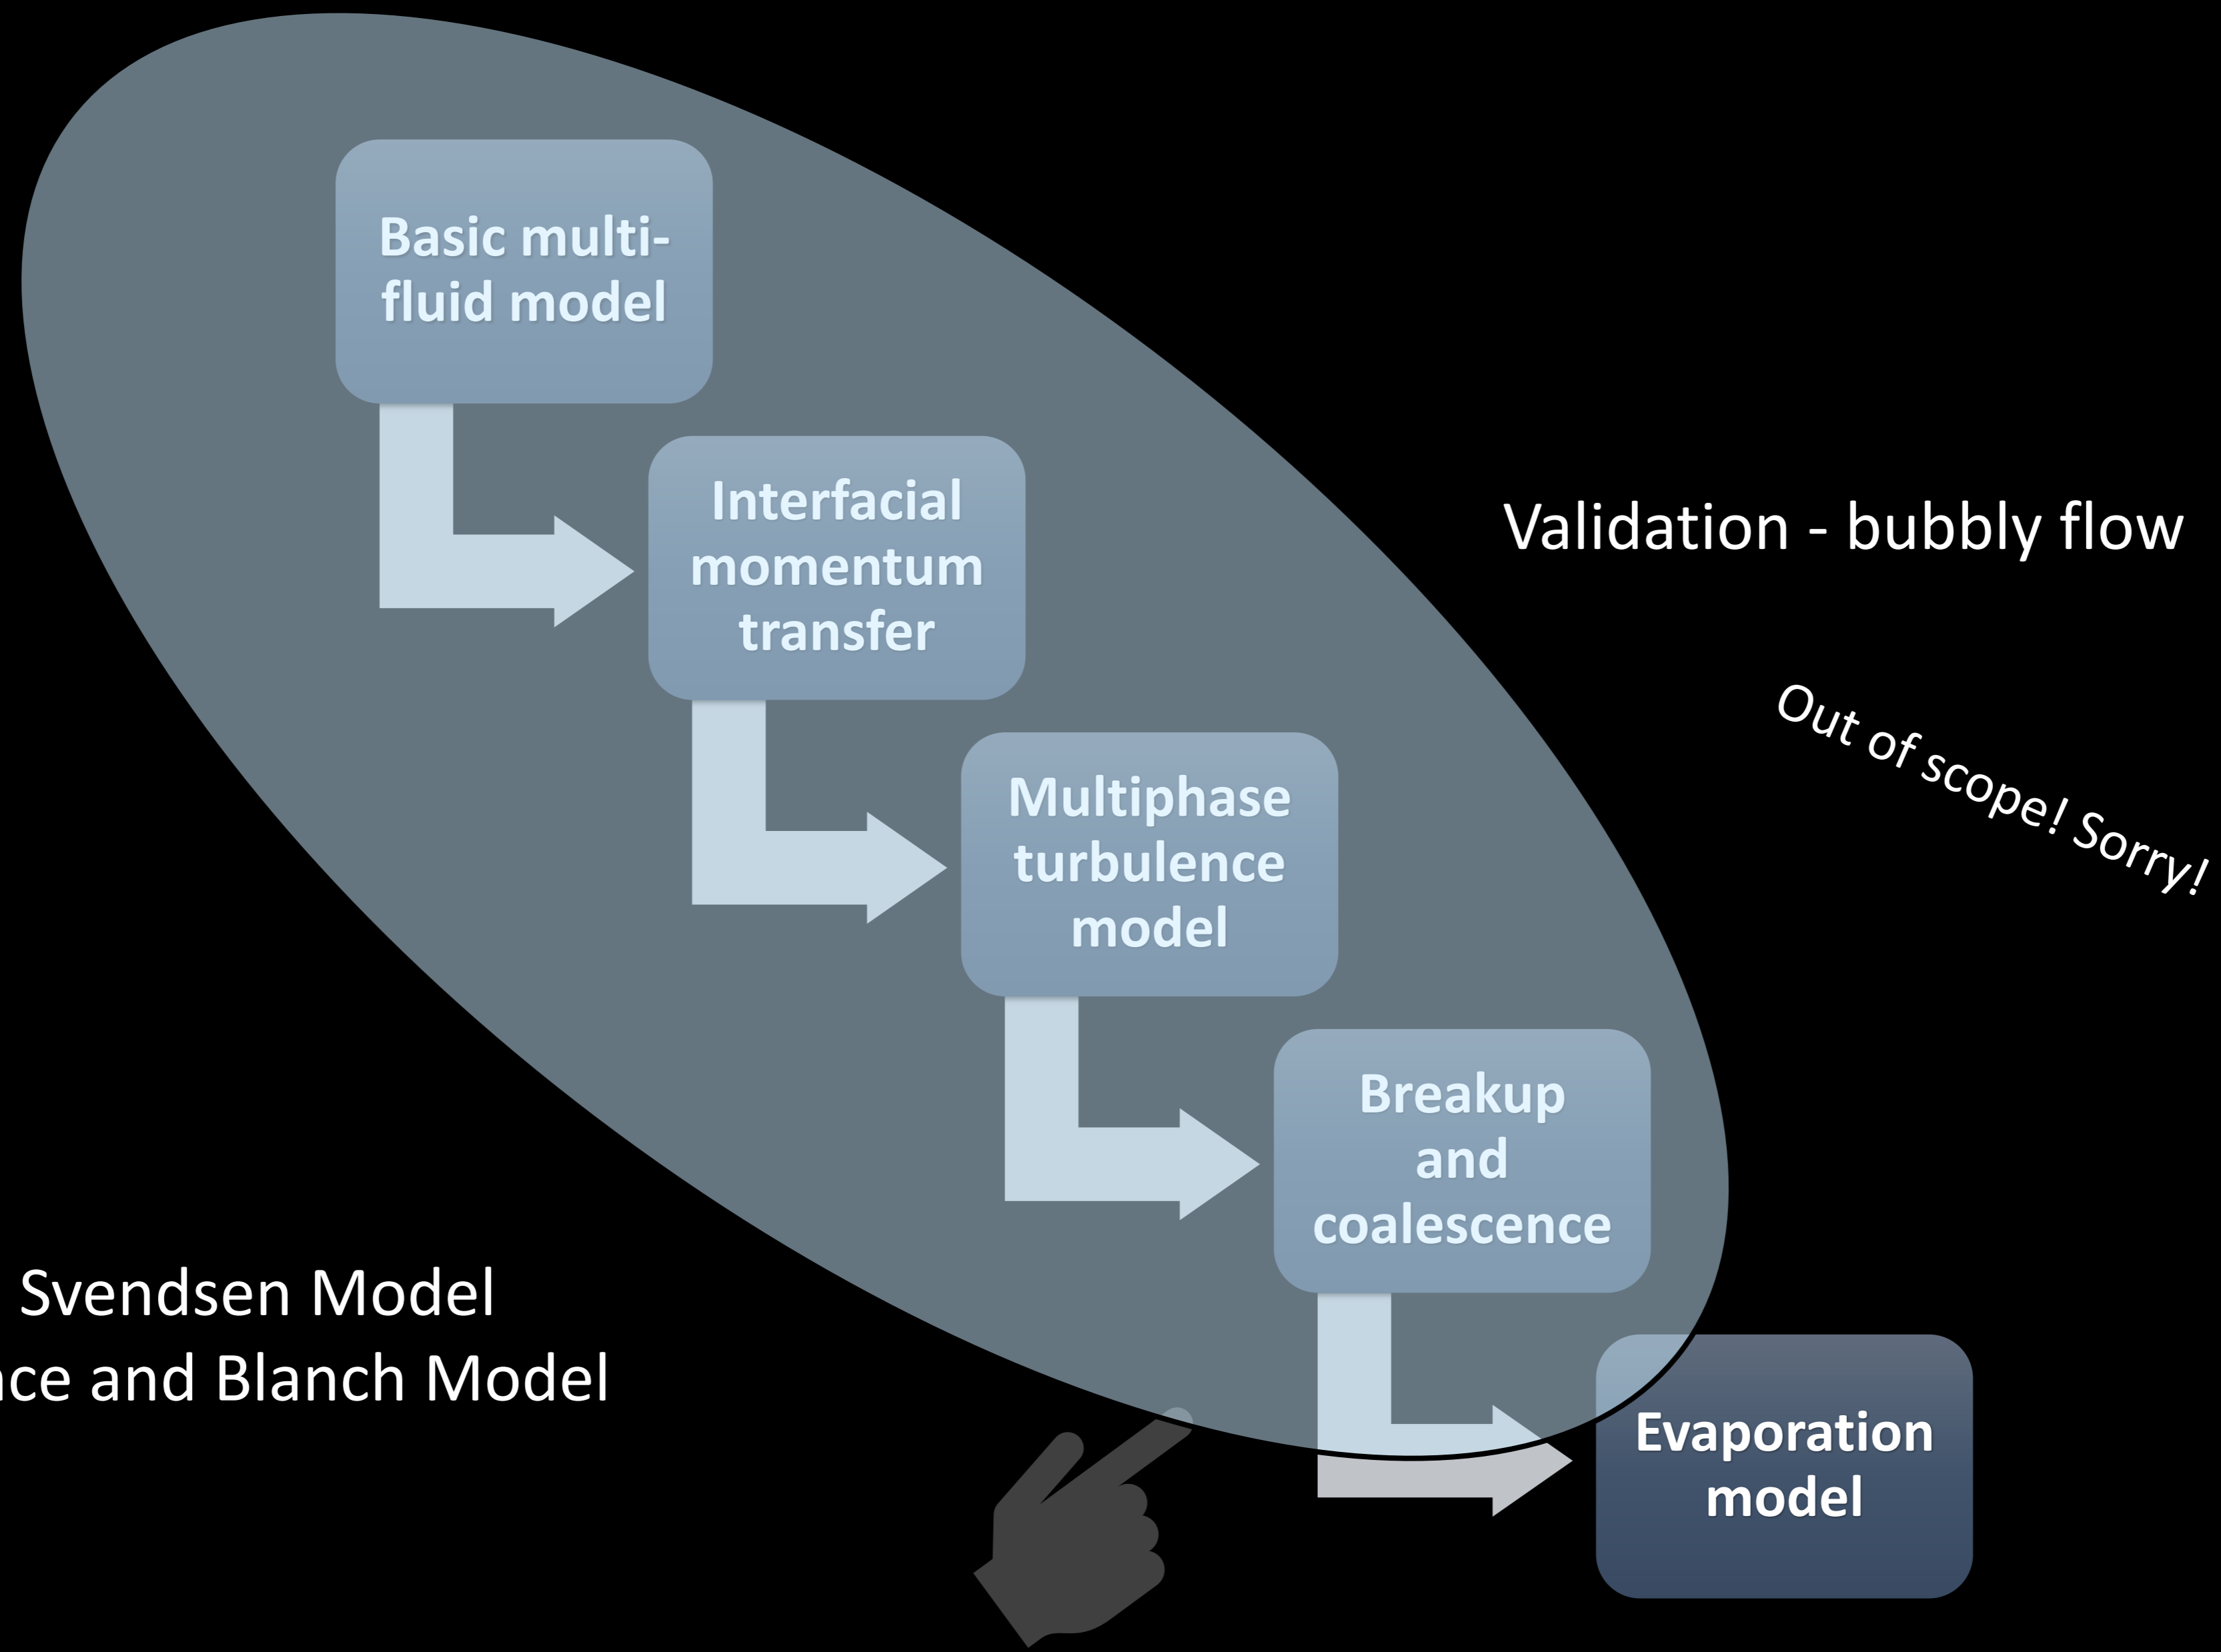 Basic multi-
fluid model
Interfacial
momentum
transfer
Validation - bubbly flow
Out of scope! Sorry!
Multiphase
turbulence
model
Breakup
and
coalescence
Svendsen Model
and Blanch Model
Evaporation
model